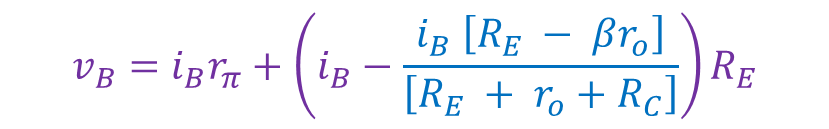 v_B = i_B r_π + ( i_B − i_B [R_E − βr_o] / [R_E + r_o + R_C] ) R_E